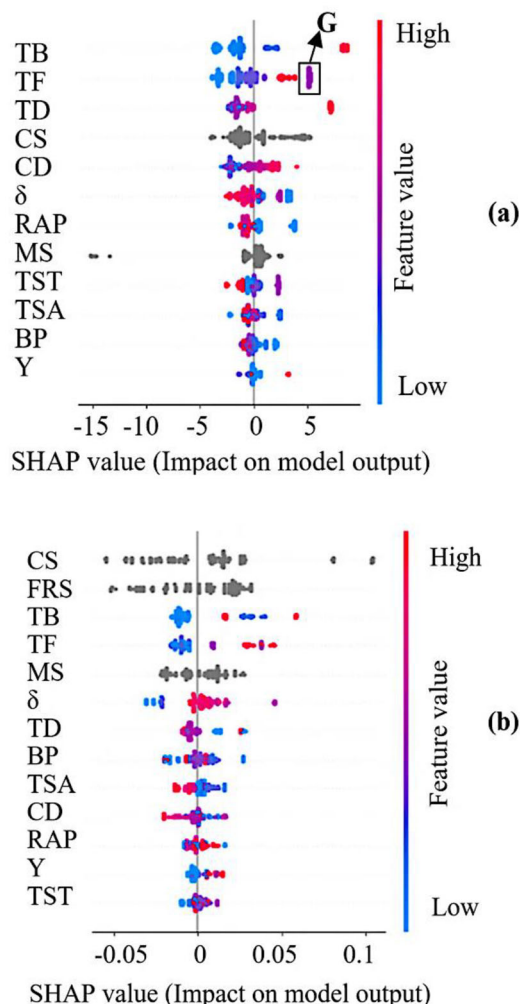 G
High
TB
TF
TD
CS
CD
δ
RAP
MS
TST
TSA
BP
Y
Feature value
(a)
Low
-15 -10 -5 0 5
SHAP value (Impact on model output)
CS
FRS
TB
TF
MS
δ
TD
BP
TSA
CD
RAP
Y
TST
High
Feature value
(b)
Low
-0.05 0 0.05 0.1
SHAP value (Impact on model output)